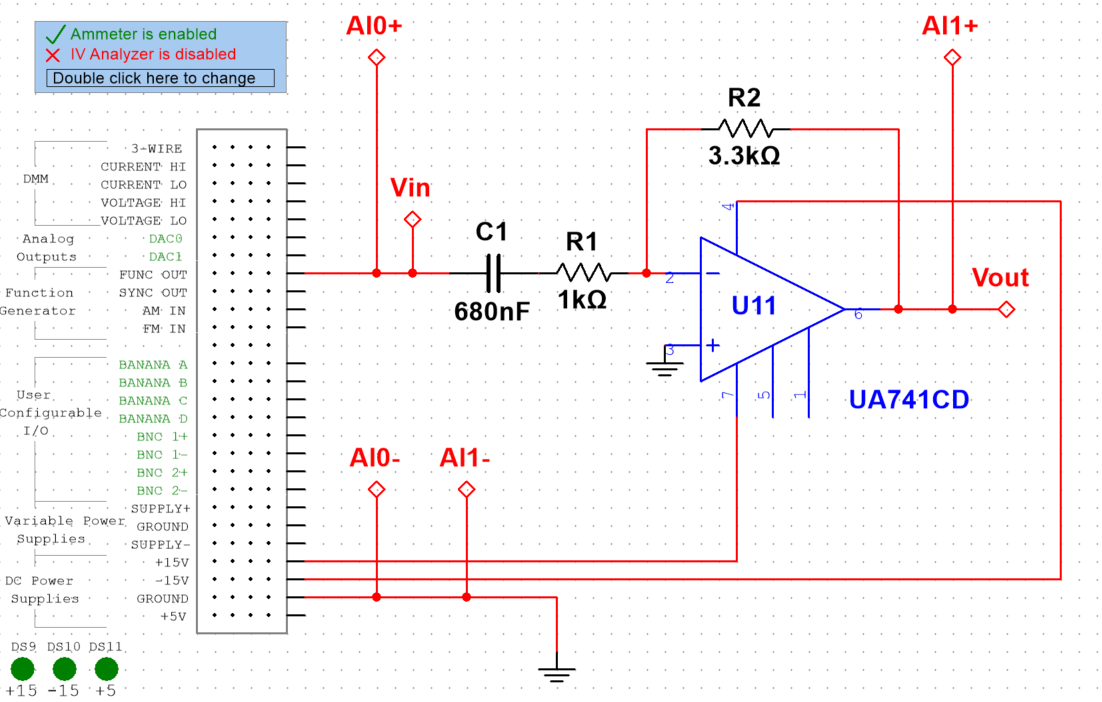 Ammeter is enabled
IV Analyzer is disabled
Double click here to change
AI0+
AI1+
R2
3.3kΩ
Vin
C1
680nF
R1
1kΩ
4
2
3
U11
6
7
5
1
UA741CD
Vout
AI0-
AI1-
DMM
3-WIRE
CURRENT HI
CURRENT LO
VOLTAGE HI
VOLTAGE LO
Analog
Outputs
DAC0
DAC1
Function
Generator
FUNC OUT
SYNC OUT
AM IN
FM IN
User
Configurable
I/O
BANANA A
BANANA B
BANANA C
BANANA D
BNC 1+
BNC 1-
BNC 2+
BNC 2-
Variable Power
Supplies
SUPPLY+
GROUND
SUPPLY-
DC Power
Supplies
+15V
-15V
GROUND
+5V
DS9 DS10 DS11
+15 -15 +5